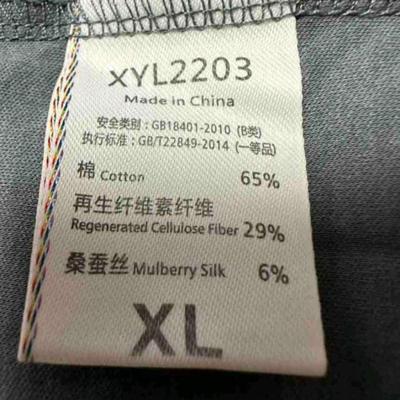 XYL2203
Made in China
安全类别：GB18401-2010 (B类)
执行标准：GB/T22849-2014 (一等品)
棉 Cotton 65%
再生纤维素纤维
Regenerated Cellulose Fiber 29%
桑蚕丝 Mulberry Silk 6%
XL